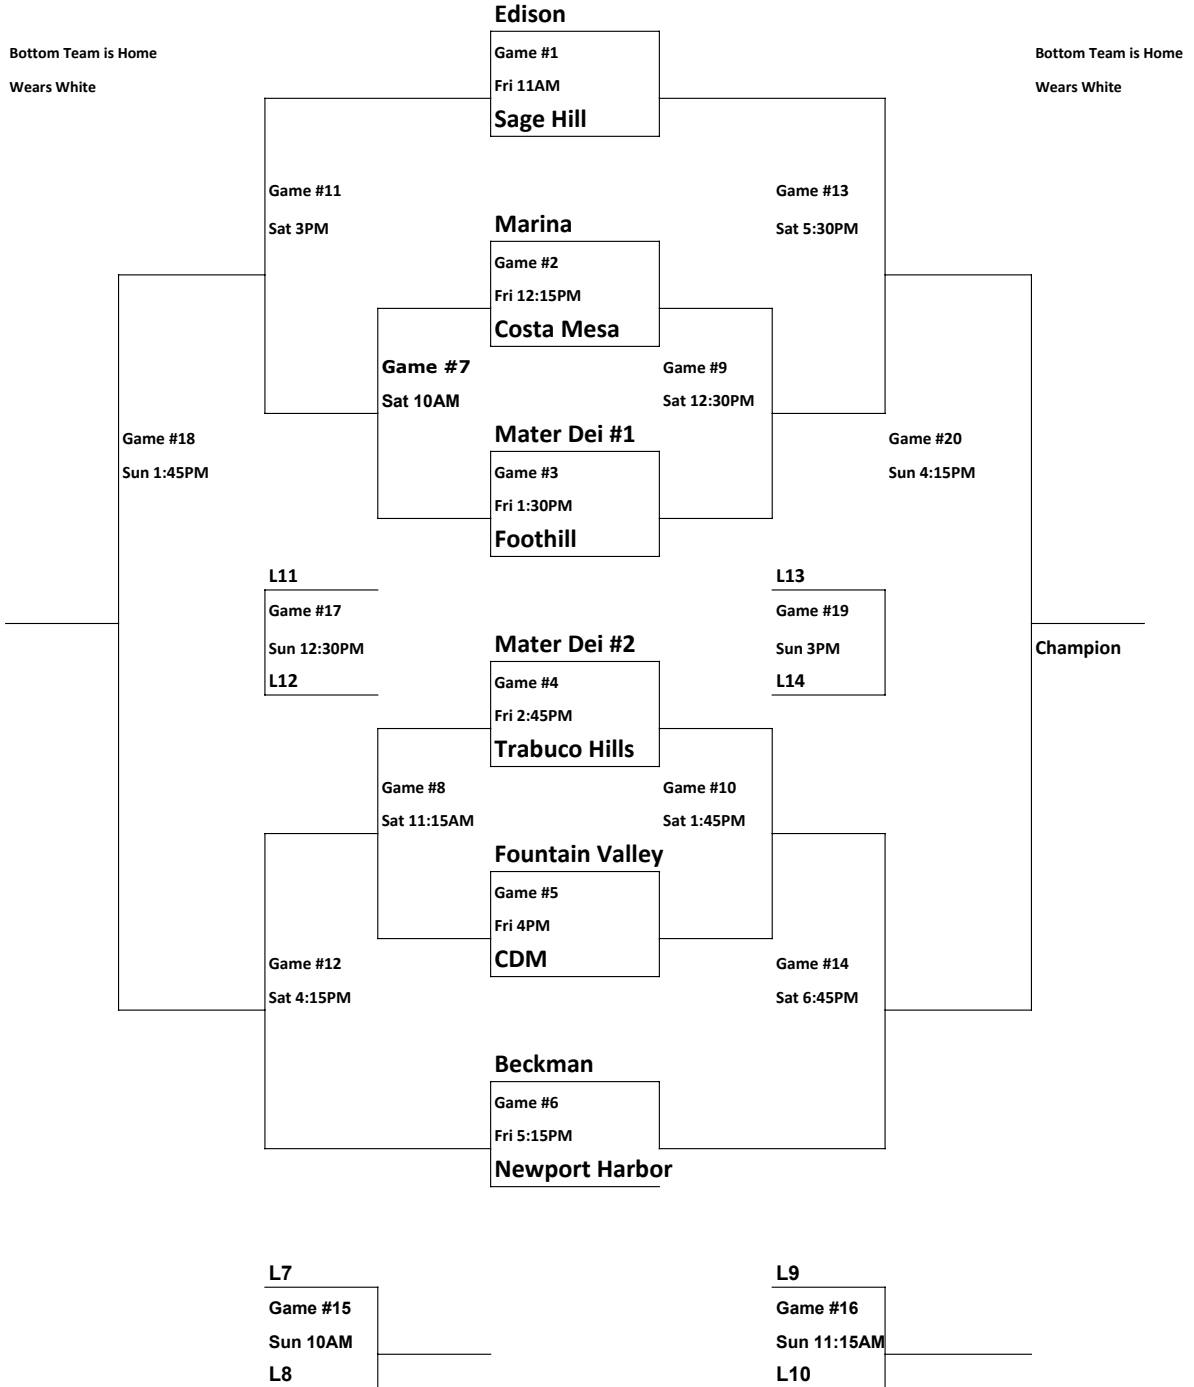 Edison
Bottom Team is Home
Game #1
Bottom Team is Home
Wears White
Fri 11AM
Wears White
Sage Hill
Game #11
Game #13
Sat 3PM
Marina
Sat 5:30PM
Game #2
Fri 12:15PM
Costa Mesa
Game #7
Game #9
Sat 10AM
Sat 12:30PM
Game #18
Mater Dei #1
Game #20
Sun 1:45PM
Game #3
Sun 4:15PM
Fri 1:30PM
Foothill
L11
L13
Game #17
Game #19
Sun 12:30PM
Mater Dei #2
Sun 3PM
Champion
L12
Game #4
L14
Fri 2:45PM
Trabuco Hills
Game #8
Game #10
Sat 11:15AM
Sat 1:45PM
Fountain Valley
Game #5
Fri 4PM
CDM
Game #12
Game #14
Sat 4:15PM
Sat 6:45PM
Beckman
Game #6
Fri 5:15PM
Newport Harbor
L7
L9
Game #15
Game #16
Sun 10AM
Sun 11:15AM
L8
L10